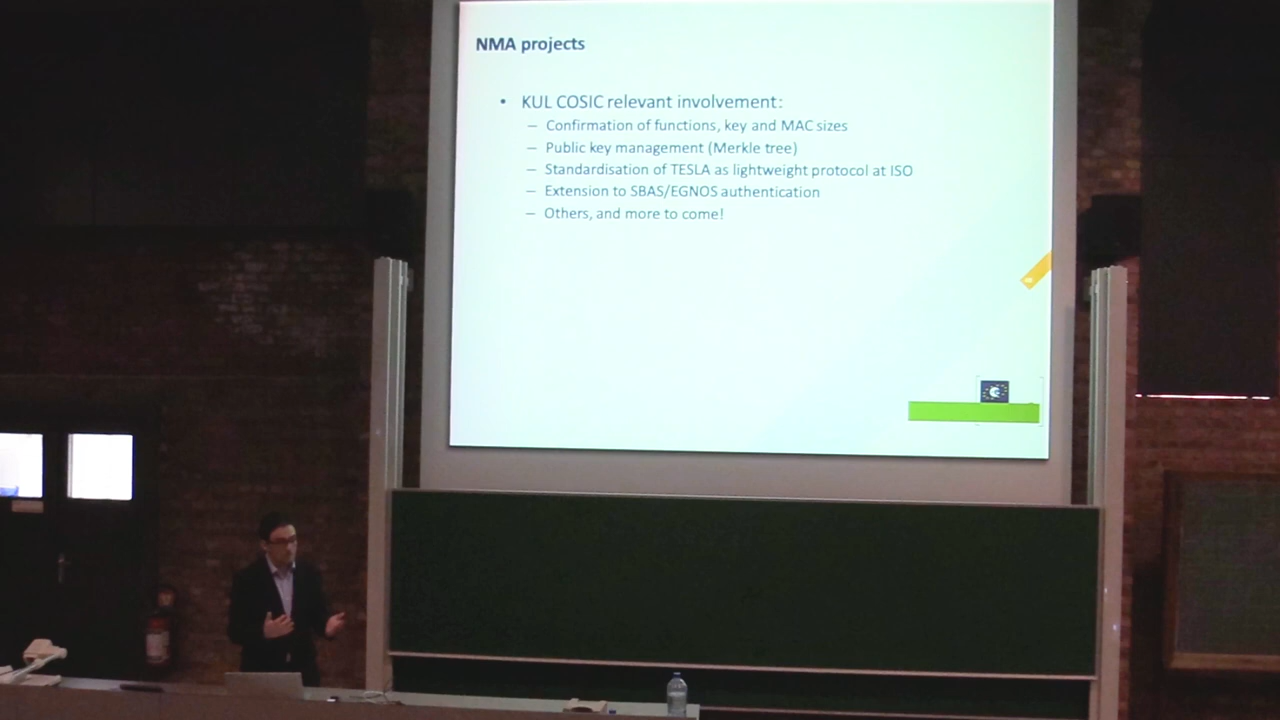 NMA projects
• KUL COSIC relevant involvement:
– Confirmation of functions, key and MAC sizes
– Public key management (Merkle tree)
– Standardisation of TESLA as lightweight protocol at ISO
– Extension to SBAS/EGNOS authentication
– Others, and more to come!